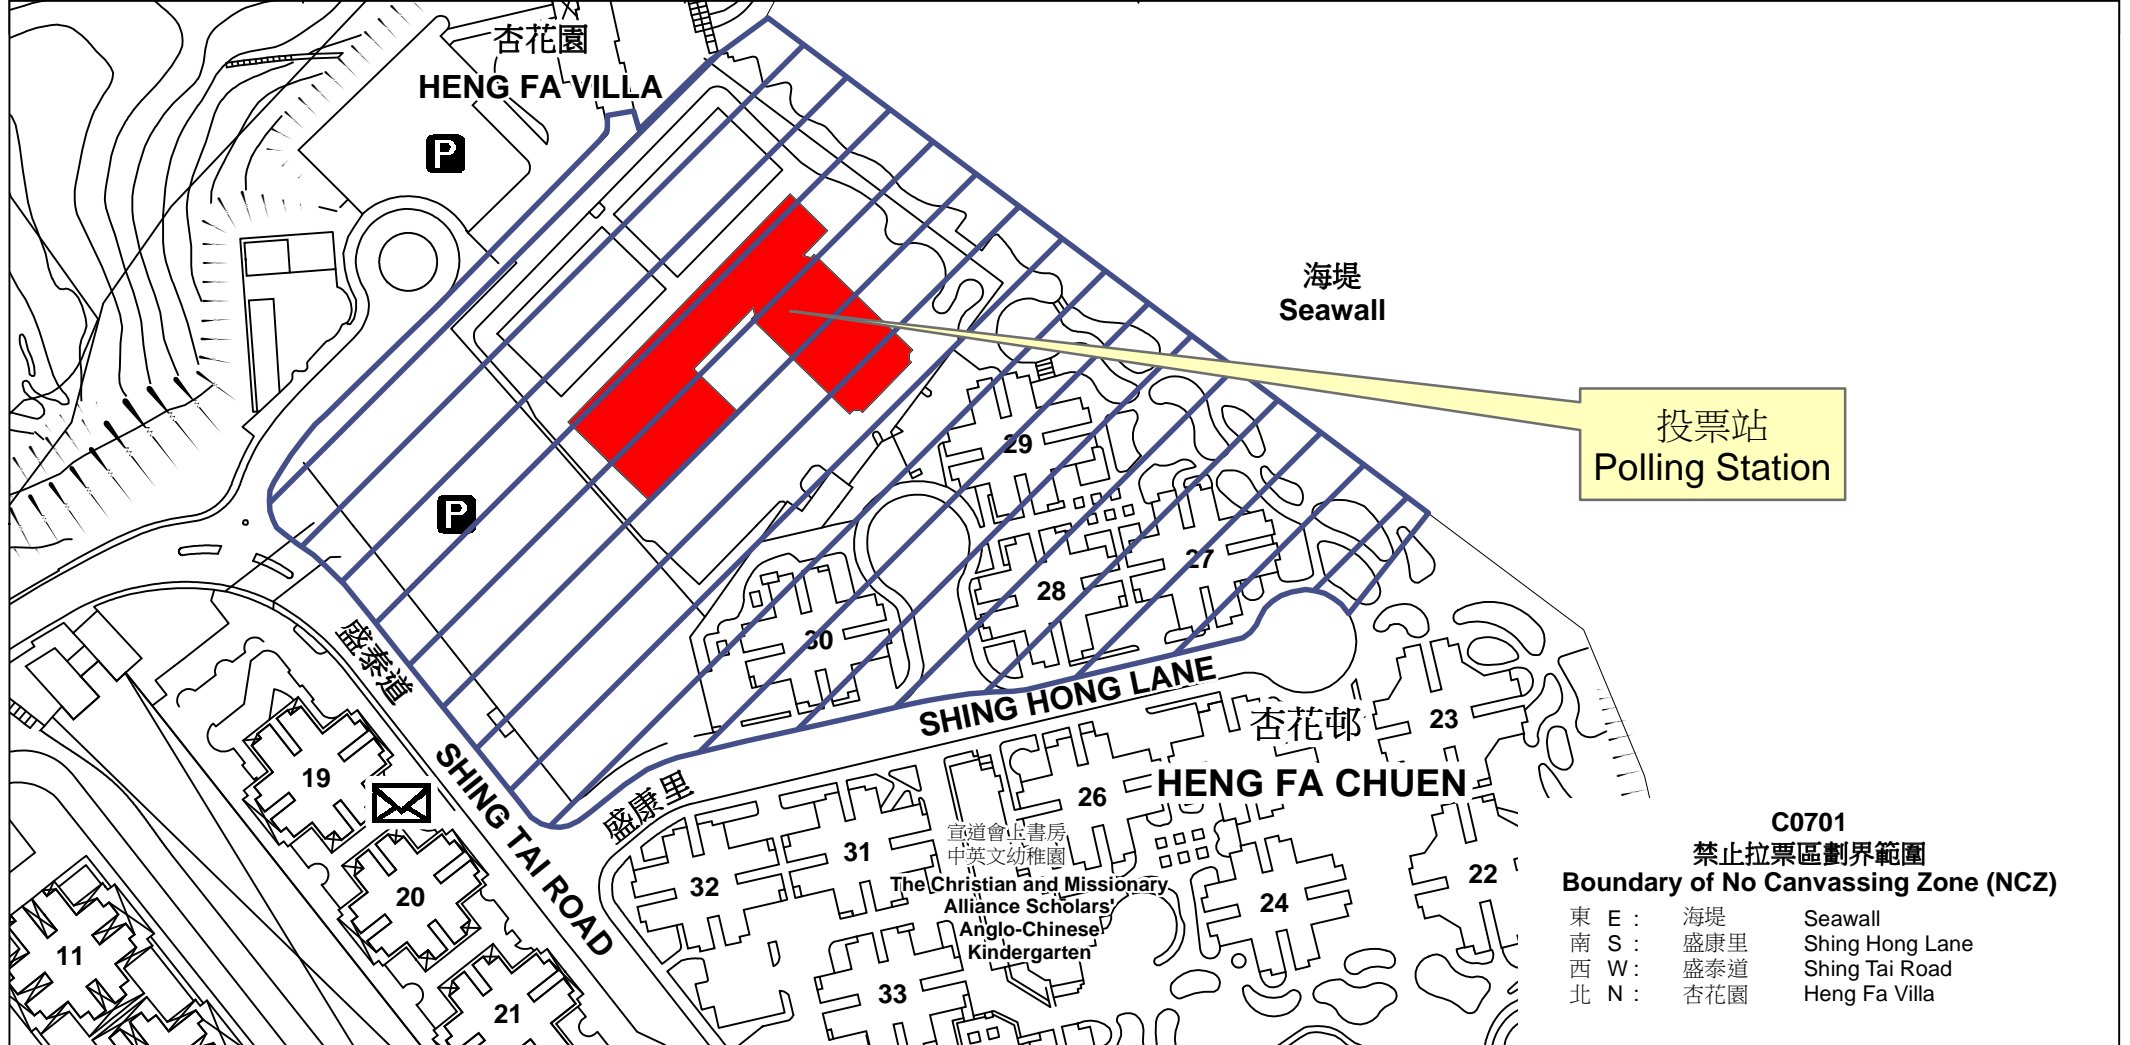 杏花園
HENG FA VILLA
P
海堤
Seawall
投票站
Polling Station
29
P
27
28
30
盛泰道
SHING HONG LANE
杏花邨
23
19
SHING TAI ROAD
盛康里
26
HENG FA CHUEN
宣道會上書房
中英文幼稚園
31
32
The Christian and Missionary
Alliance Scholars'
Anglo-Chinese
Kindergarten
20
24
22
11
33
21
C0701
禁止拉票區劃界範圍
Boundary of No Canvassing Zone (NCZ)
東 E : 海堤 Seawall
南 S : 盛康里 Shing Hong Lane
西 W : 盛泰道 Shing Tai Road
北 N : 杏花園 Heng Fa Villa